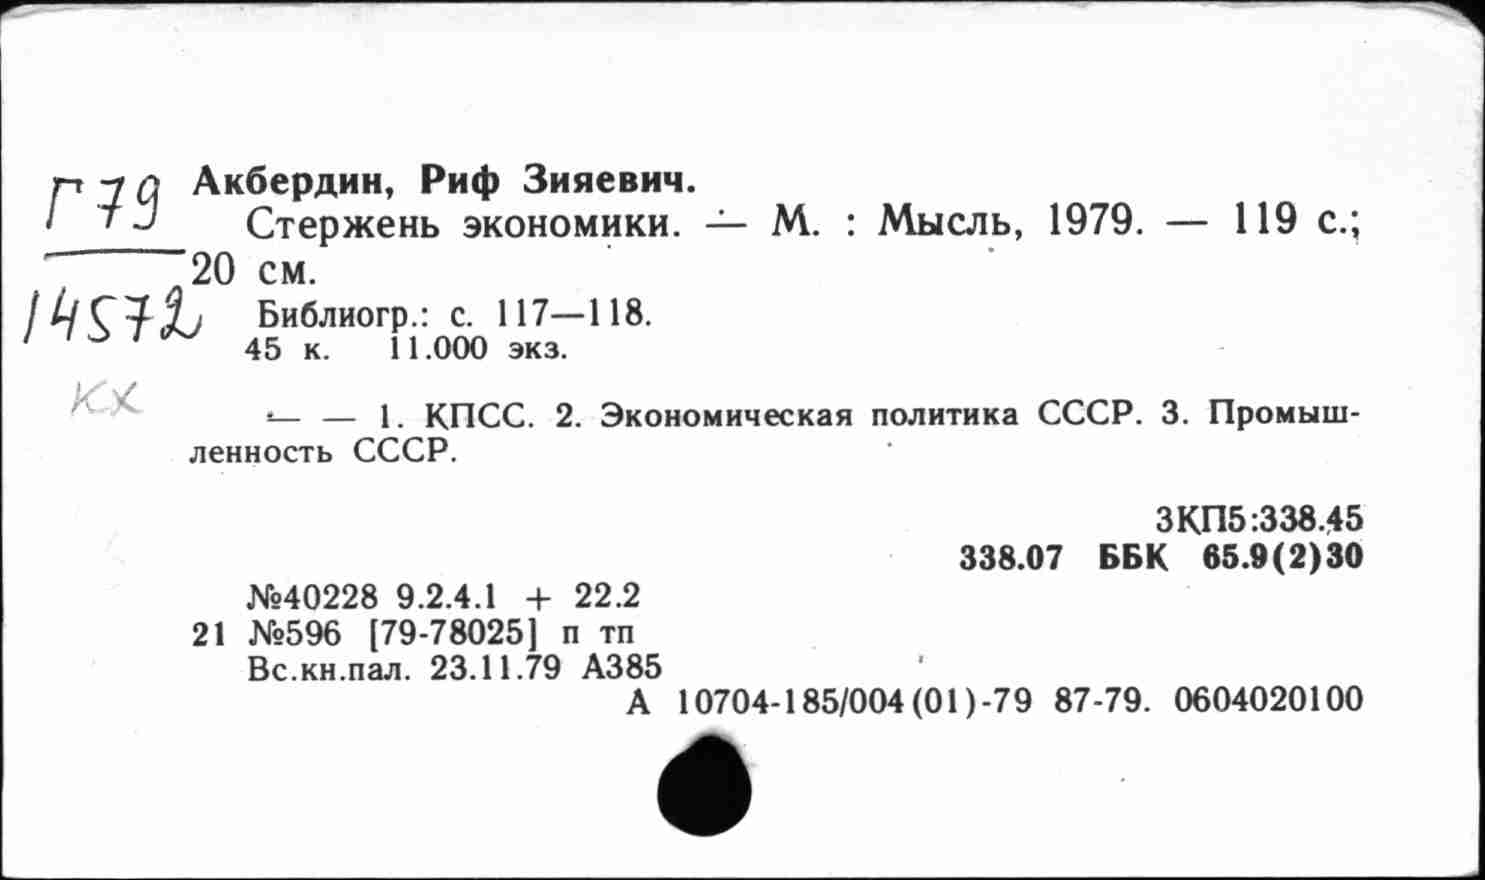 Г79
14572
кх
Акбердин, Риф Зияевич.
Стержень экономики. — М. : Мысль, 1979. — 119 с.;
20 см.
Библиогр.: с. 117—118.
45 к. 11.000 экз.
— — 1. КПСС. 2. Экономическая политика СССР. 3. Промыш-
ленность СССР.
3КП5:338.45
338.07 ББК 65.9(2)30
№40228 9.2.4.1 + 22.2
21 №596 [79-78025] п тп
Вс.кн.пал. 23.11.79 А385
А 10704-185/004(01)-79 87-79. 0604020100